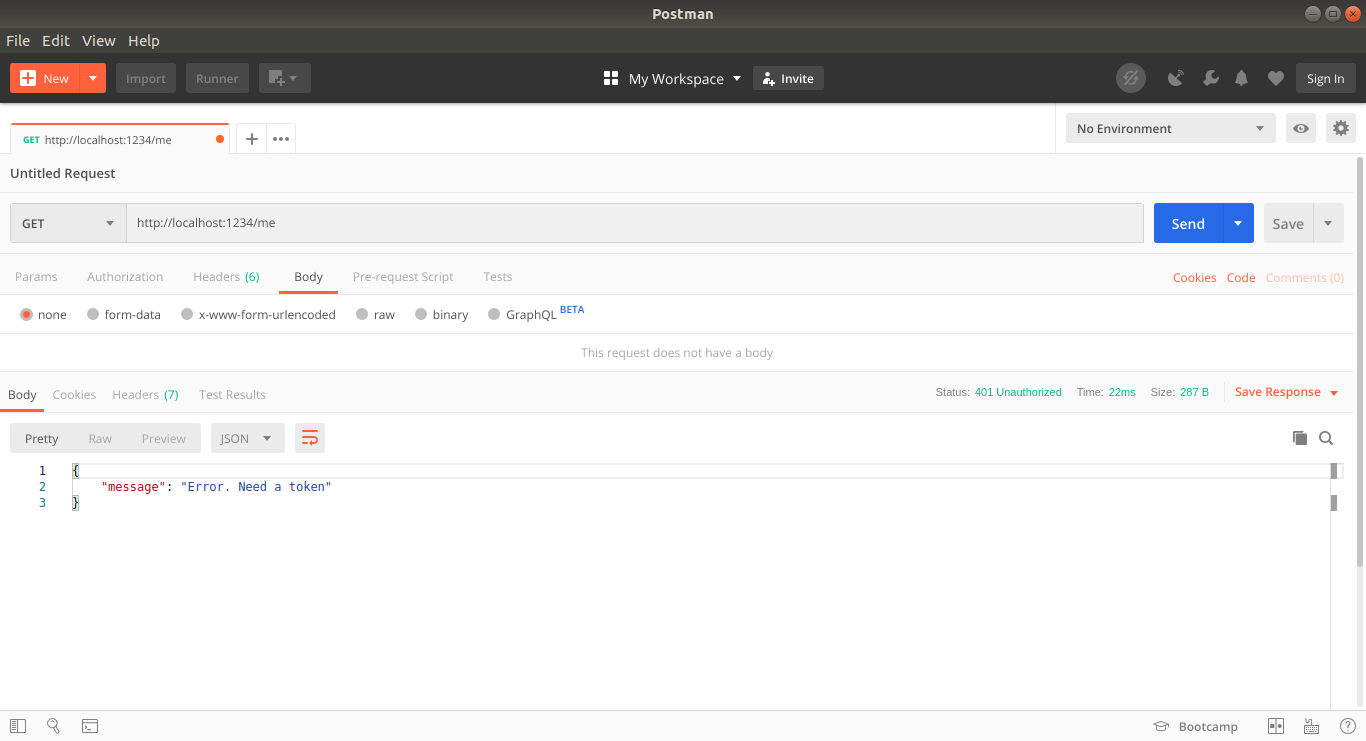 Postman
File Edit View Help
New Import Runner My Workspace Invite Sign In
GET http://localhost:1234/me No Environment
Untitled Request
GET http://localhost:1234/me Send Save
Params Authorization Headers (6) Body Pre-request Script Tests Cookies Code Comments (0)
none form-data x-www-form-urlencoded raw binary GraphQL BETA
This request does not have a body
Body Cookies Headers (7) Test Results Status: 401 Unauthorized Time: 22ms Size: 287 B Save Response
Pretty Raw Preview JSON
1 {
2 "message": "Error. Need a token"
3 }
Bootcamp